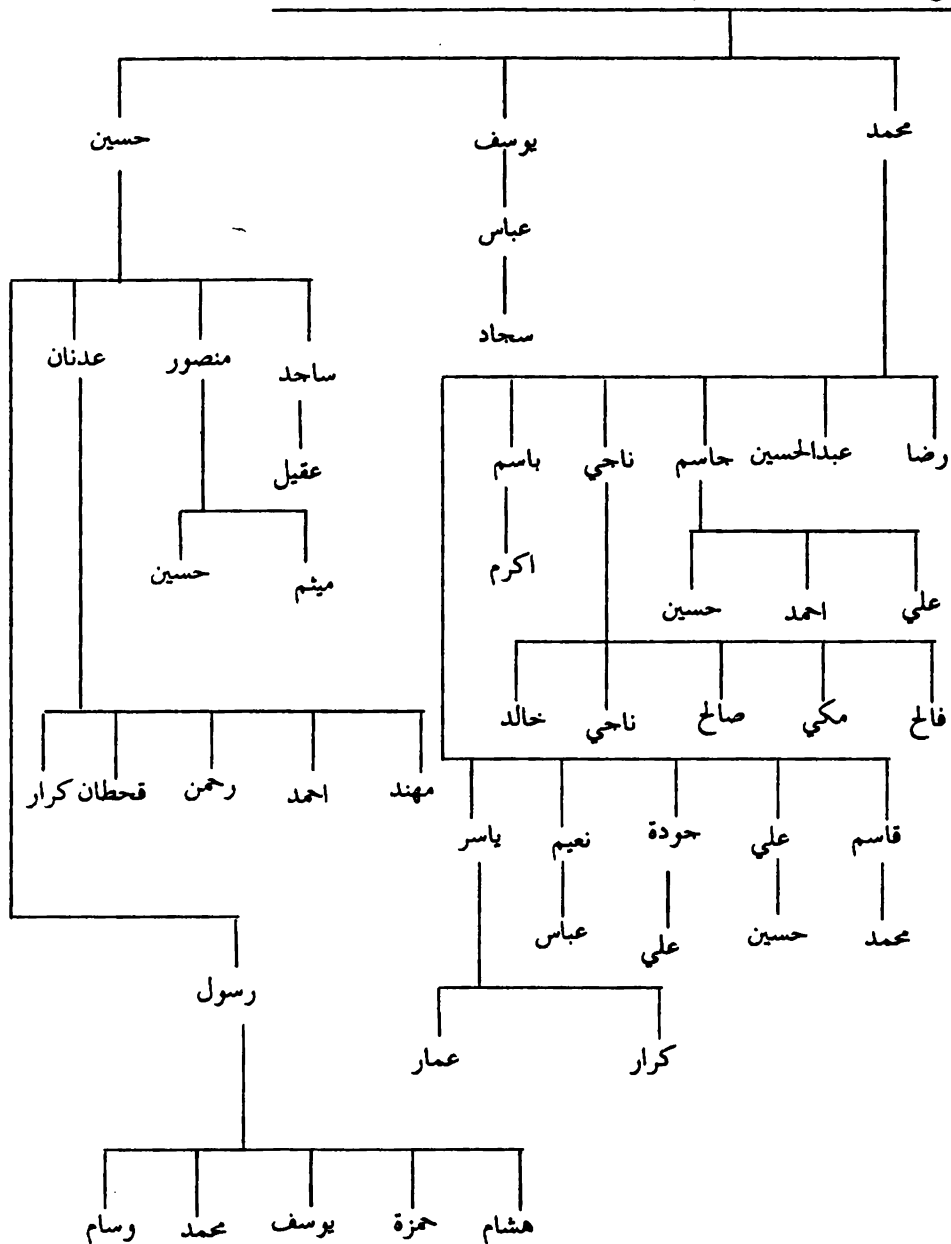 محمد يوسف حسين
عباس
سجاد
ساجد منصور عدنان
رضا عبدالحسين جاسم ناجي باسم
عقيل
اكرم
ميثم حسين
علي احمد حسين
فالح مكي صالح ناجي خالد
مهند احمد رحمن قحطان كرار
قاسم علي حودة نعيم ياسر
محمد حسين علي عباس
رسول
كرار عمار
هشام حمزة يوسف محمد وسام